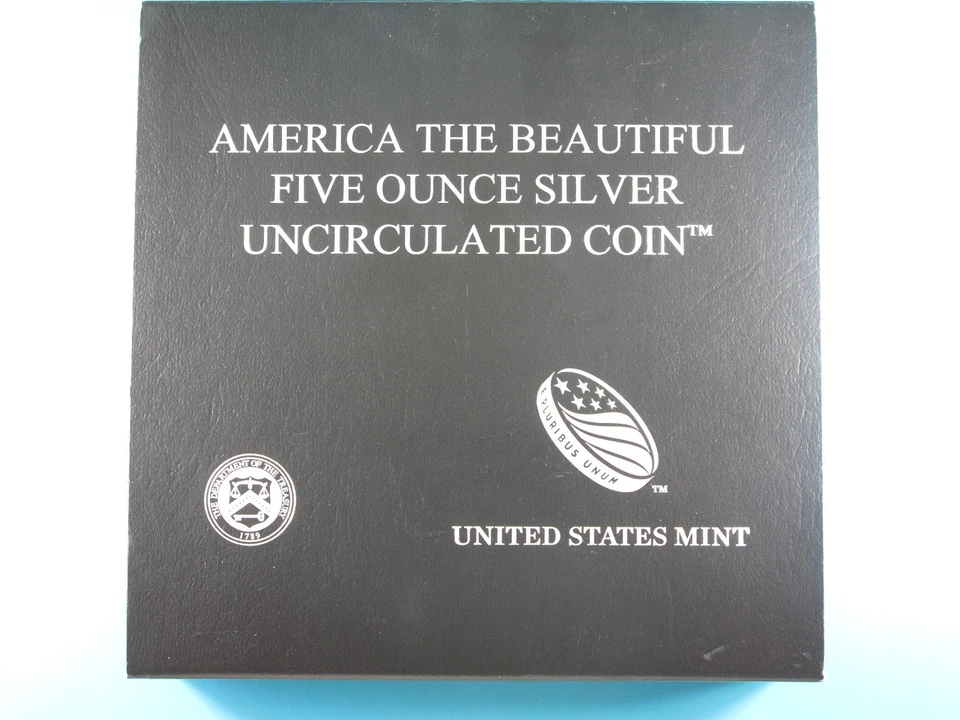 AMERICA THE BEAUTIFUL
FIVE OUNCE SILVER
UNCIRCULATED COIN™
E PLURIBUS UNUM
TM
THE DEPARTMENT OF THE TREASURY
1789
UNITED STATES MINT